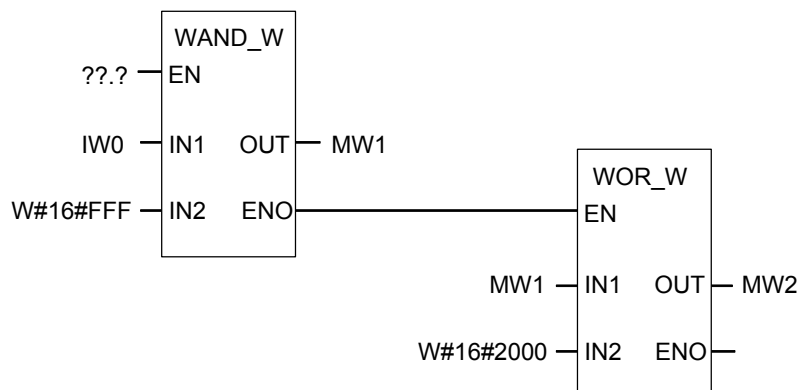 WAND_W
??.? EN
IW0 IN1 OUT MW1
W#16#FFF IN2 ENO
WOR_W
EN
MW1 IN1 OUT MW2
W#16#2000 IN2 ENO